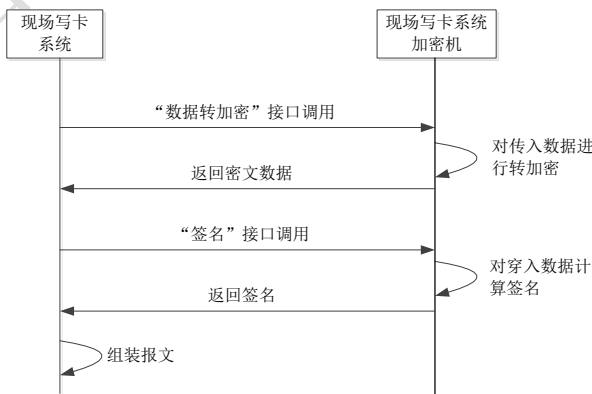 现场写卡
系统
现场写卡系统
加密机
“数据转加密”接口调用
对传入数据进
行转加密
返回密文数据
“签名”接口调用
对穿入数据计
算签名
返回签名
组装报文